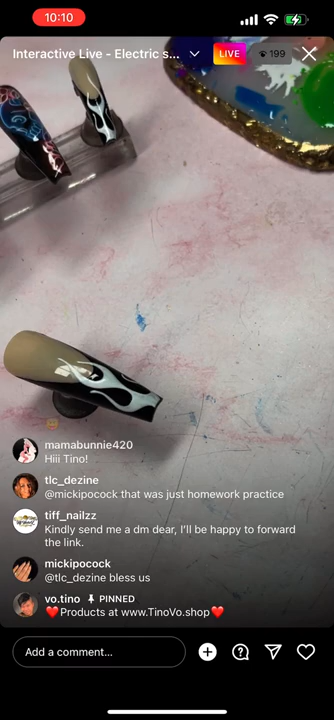 10:10
Interactive Live - Electric s...
LIVE
199
mamabunnie420
Hiii Tino!
tlc_dezine
@mickipocock that was just homework practice
tiff_nailzz
Kindly send me a dm dear, I'll be happy to forward
the link.
mickipocock
@tlc_dezine bless us
vo.tino PINNED
❤️Products at www.TinoVo.shop❤️
Add a comment...